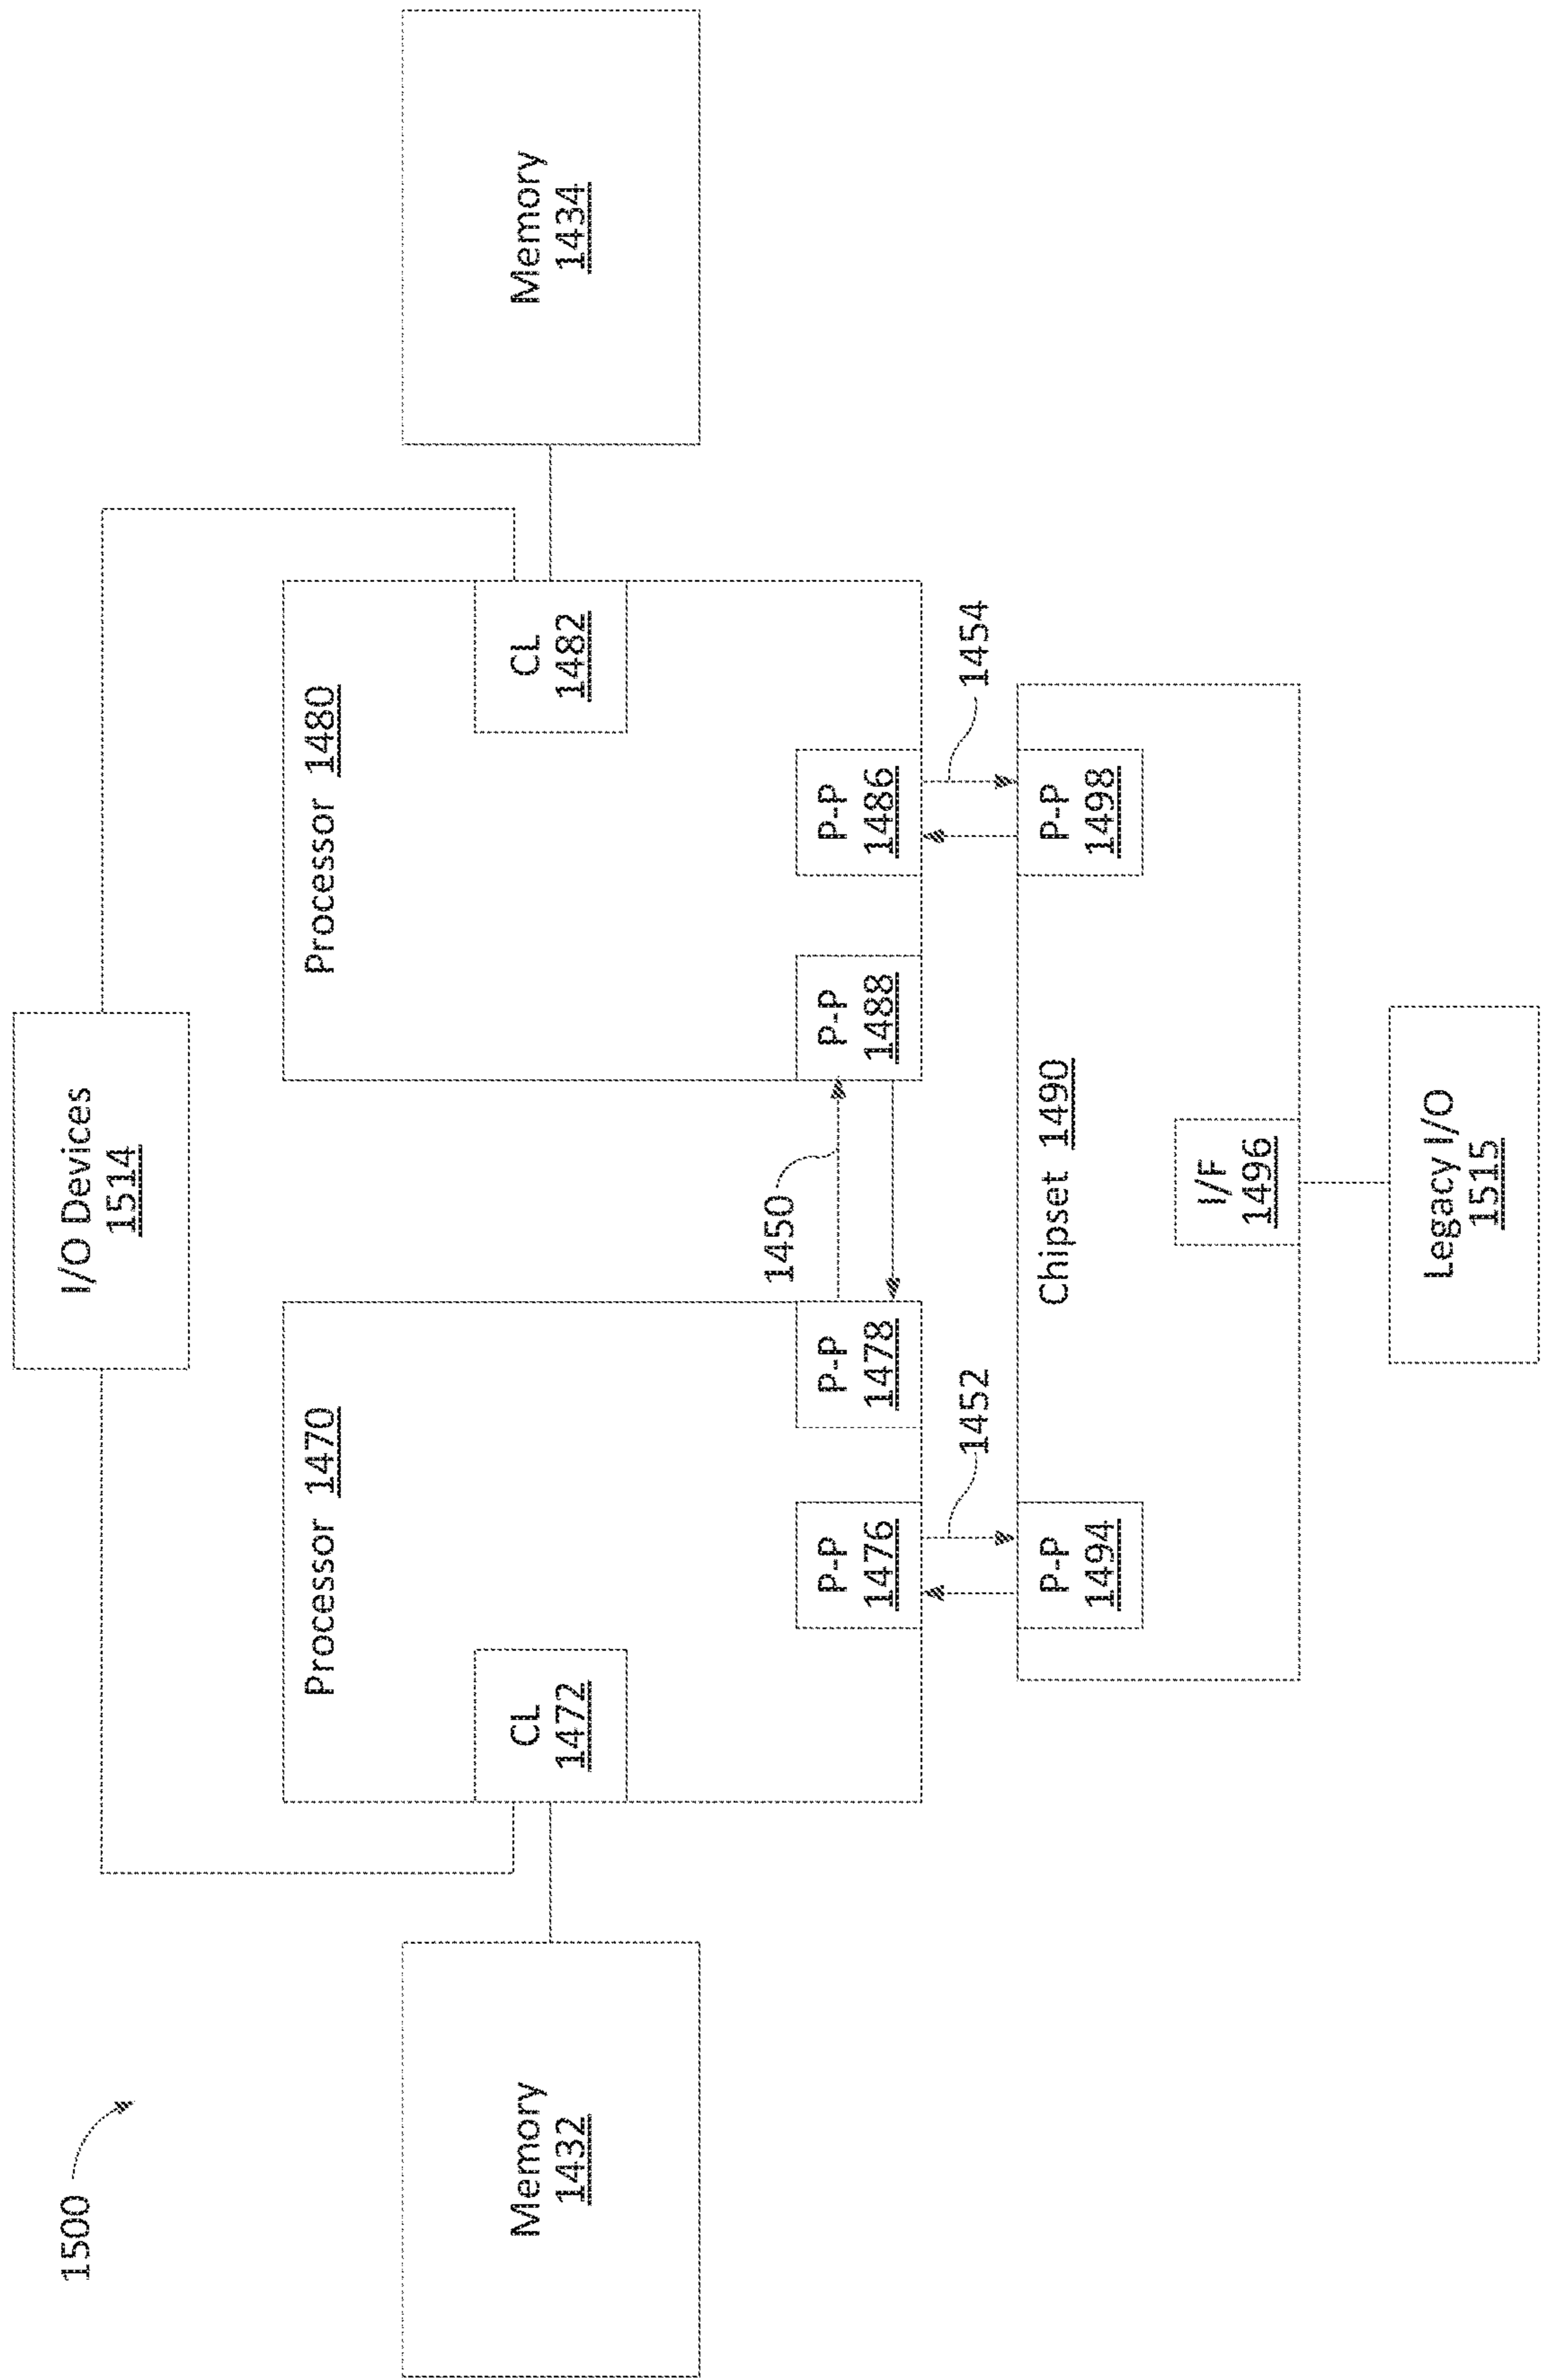 1500
I/O Devices
1514
Processor 1470
Processor 1480
Memory
1432
CL
1472
CL
1482
Memory
1434
1450
P-P
1476
P-P
1478
P-P
1488
P-P
1486
1452
1454
P-P
1494
Chipset 1490
P-P
1498
I/F
1496
Legacy I/O
1515